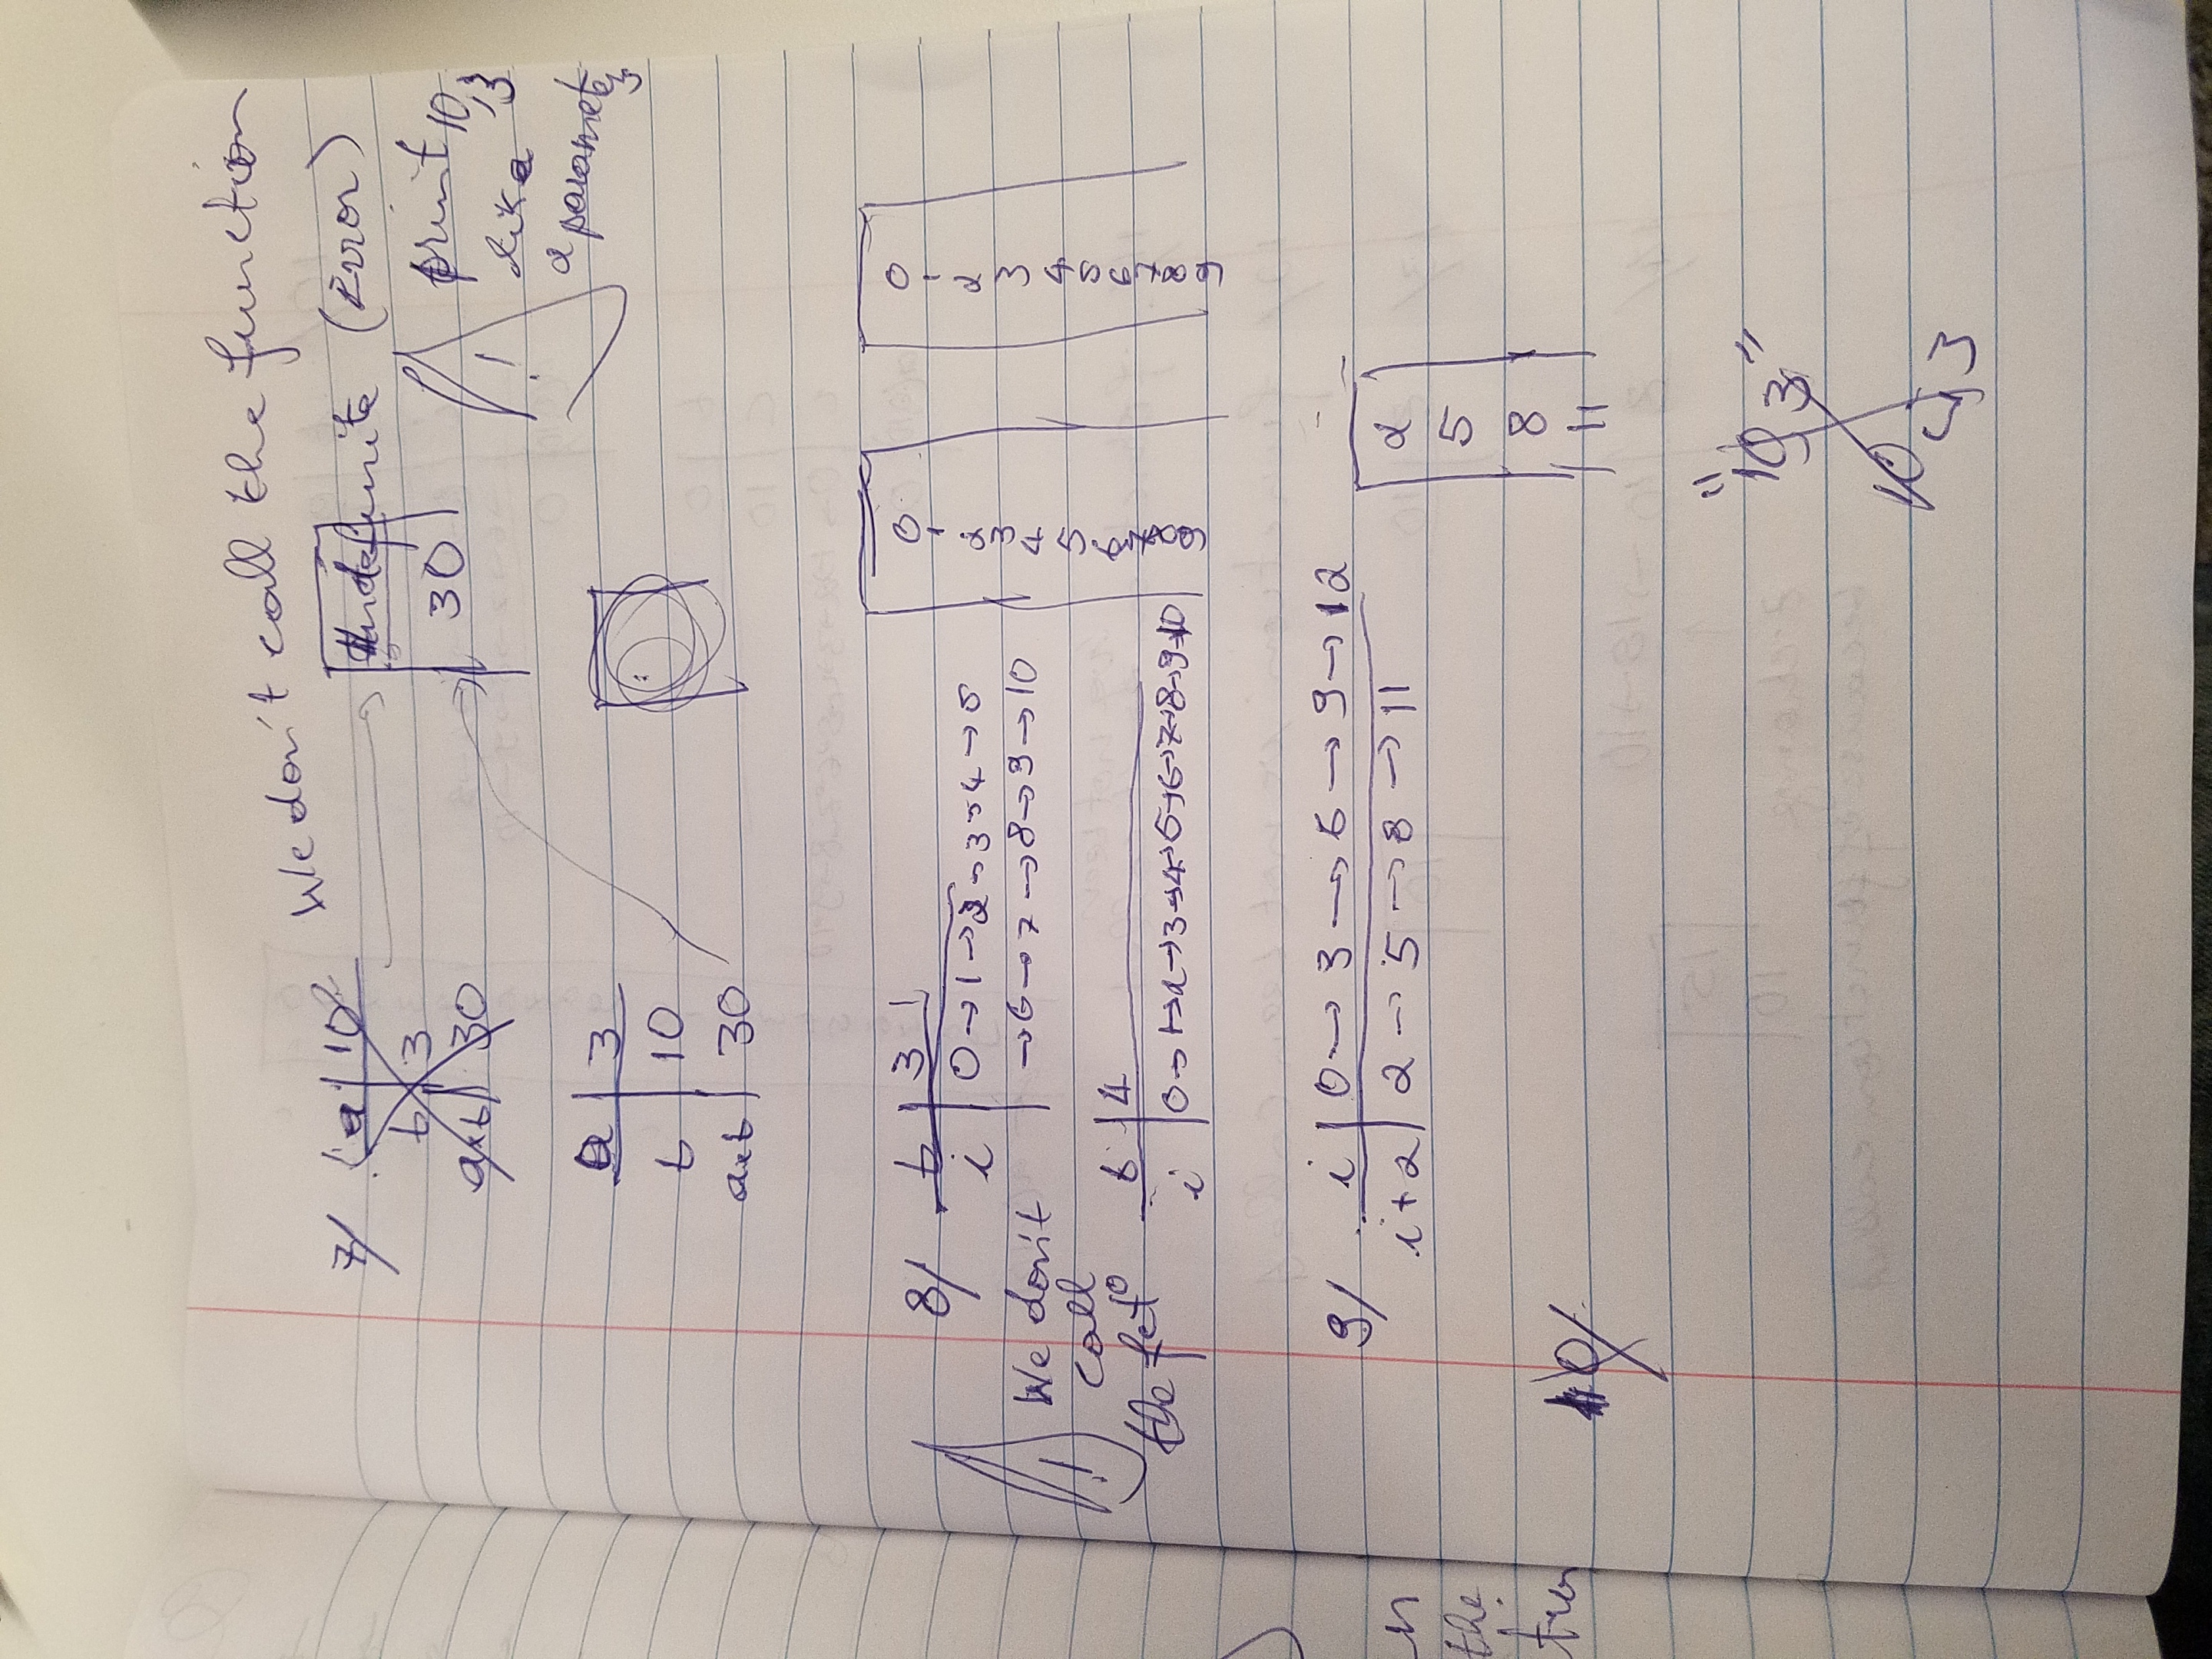 We don't call the function
7/ a | 10
b | 3
a×b | 30
Undefinite (Error)
30
!
print 10, 3
like
a parameters
a | 3
b | 10
a×b | 30
8/ b | 3
i | 0→1→2→3→4→5
→6→7→8→9→10
!
We don't
call
the fct°
b | 4
i | 0→1→2→3→4→5→6→7→8→9→10
0
1
2
3
4
5
6
7
8
9
0
1
2
3
4
5
6
7
8
9
9/ i | 0→3→6→9→12
i+2 | 2→5→8→11
2
5
8
11
10/
"10 3"
10, 3
n
the
tion